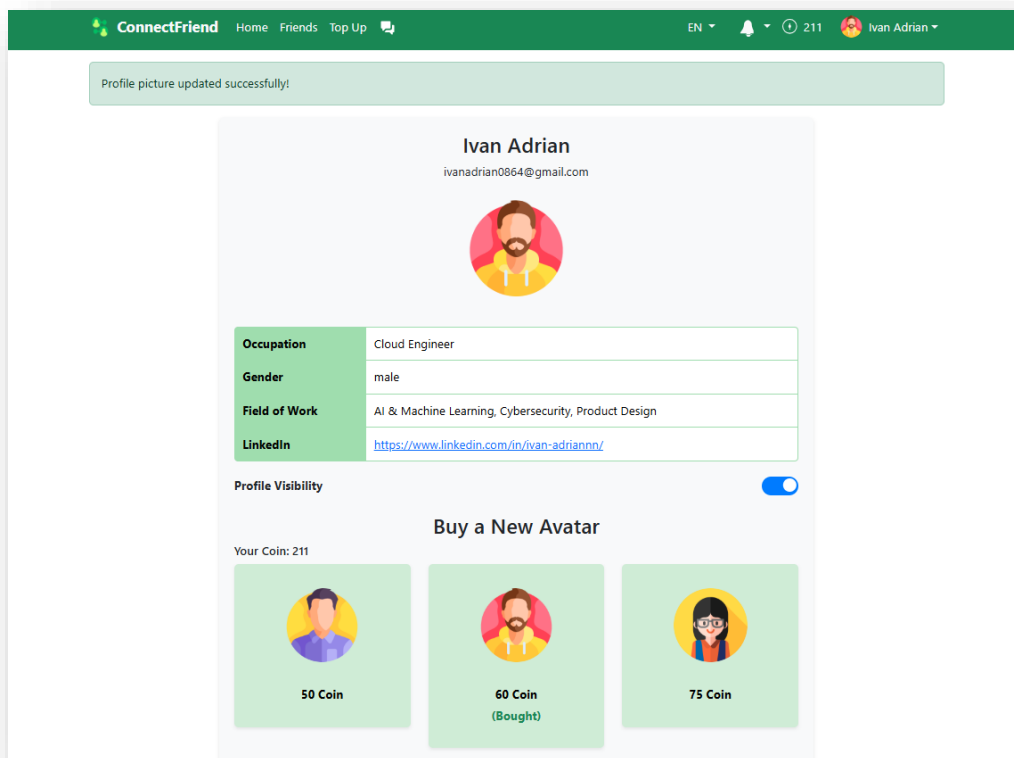 ConnectFriend Home Friends Top Up EN 211 Ivan Adrian
Profile picture updated successfully!
Ivan Adrian
ivanadrian0864@gmail.com
Occupation Cloud Engineer
Gender male
Field of Work AI & Machine Learning, Cybersecurity, Product Design
LinkedIn https://www.linkedin.com/in/ivan-adriannn/
Profile Visibility
Buy a New Avatar
Your Coin: 211
50 Coin 60 Coin 75 Coin
(Bought)